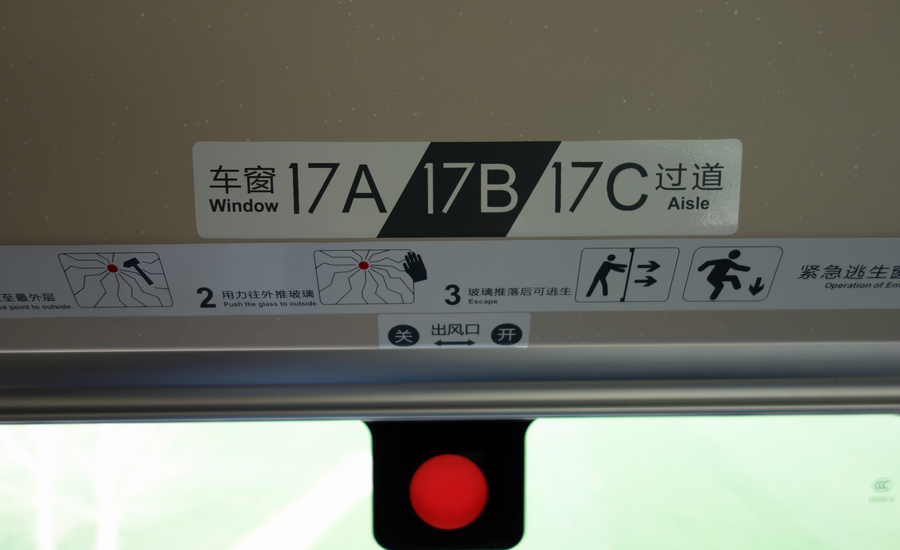 车窗 17A 17B 17C 过道
Window Aisle
至最外层
point to outside.
2 用力往外推玻璃
Push the glass to outside
3 玻璃推落后可逃生
Escape
紧急逃生窗
Operation of Em
关 出风口 开